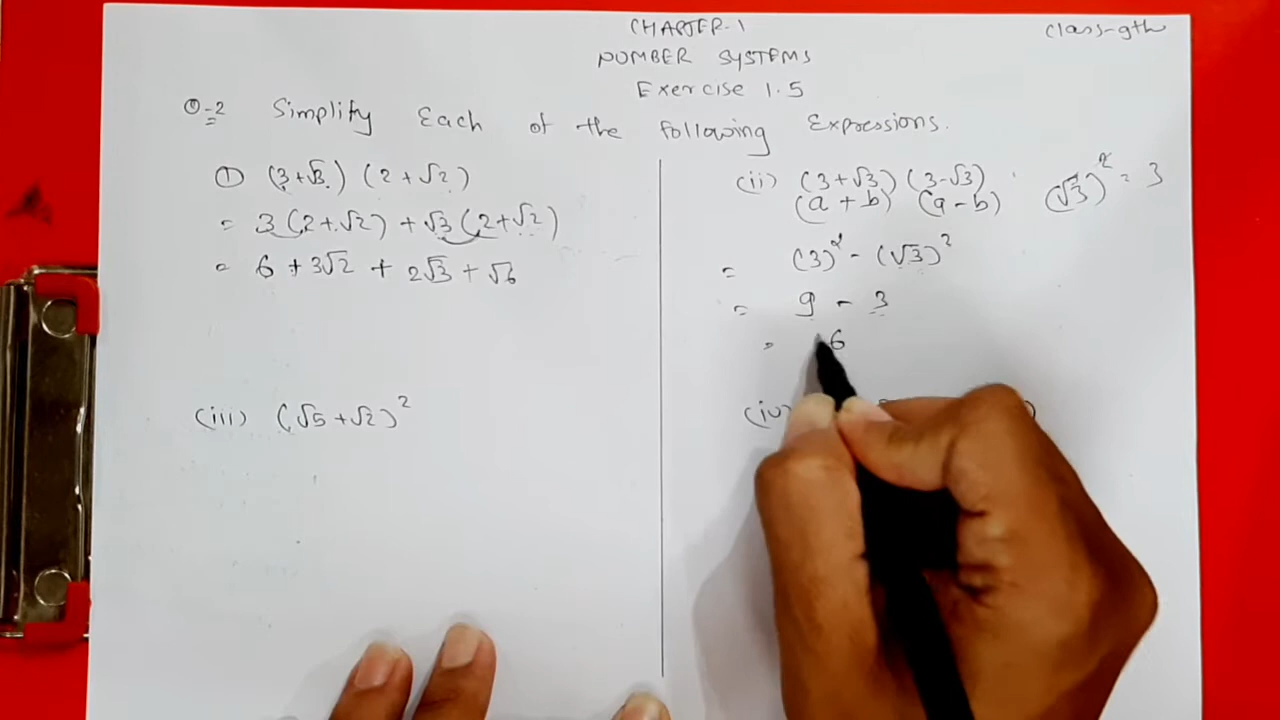 CHAPTER-1
Class-9th
NUMBER SYSTEMS
Exercise 1.5
Q-2 Simplify Each of the following Expressions.
① (3+√3) (2+√2)
= 3(2+√2) + √3(2+√2)
= 6 + 3√2 + 2√3 + √6
(ii) (3+√3) (3-√3)
(a + b) (a - b)
(√3)² = 3
= (3)² - (√3)²
= 9 - 3
= 6
(iii) (√5 +√2)²
(iv)